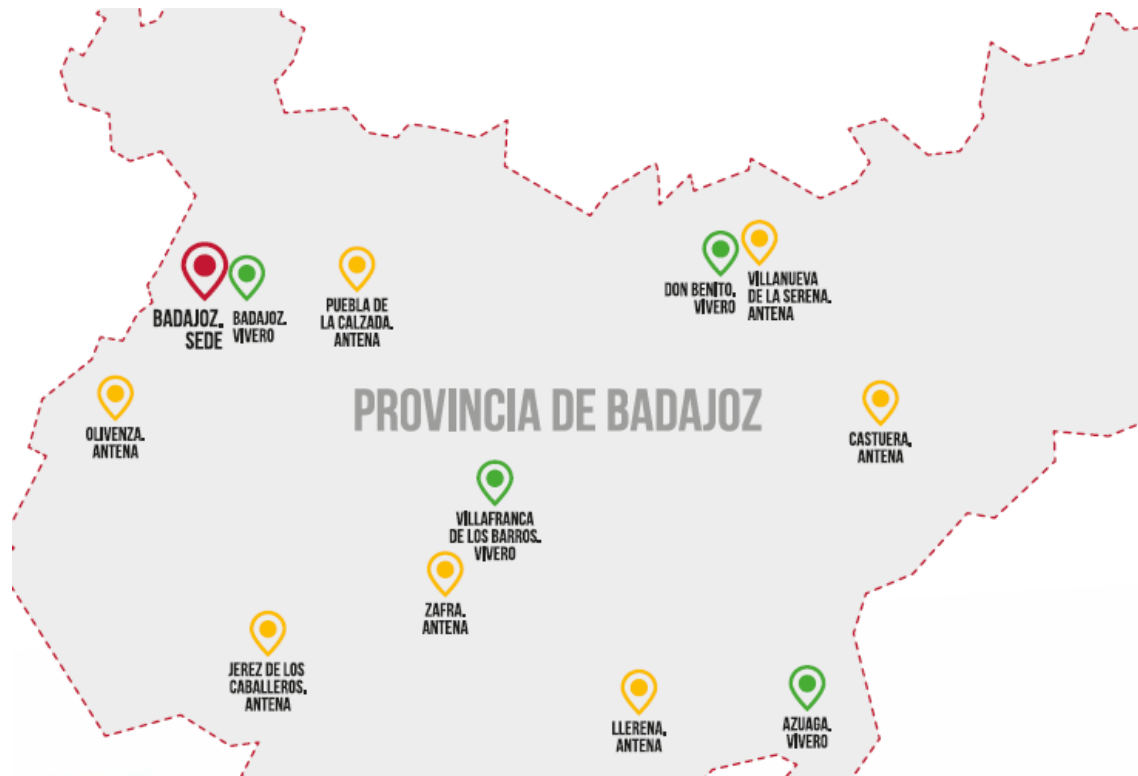 BADAJOZ.
SEDE
BADAJOZ.
VIVERO
PUEBLA DE
LA CALZADA.
ANTENA
DON BENITO.
VIVERO
VILLANUEVA
DE LA SERENA.
ANTENA
OLIVENZA.
ANTENA
PROVINCIA DE BADAJOZ
CASTUERA.
ANTENA
VILLAFRANCA
DE LOS BARROS.
VIVERO
ZAFRA.
ANTENA
JEREZ DE LOS
CABALLEROS.
ANTENA
LLERENA.
ANTENA
AZUAGA.
VIVERO